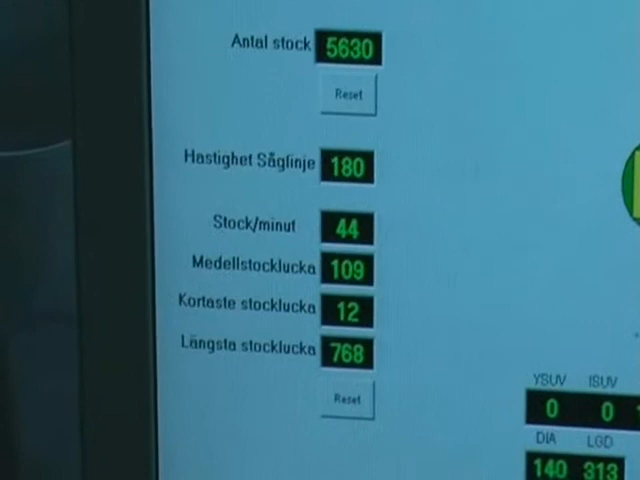 Antal stock 5630
Reset
Hastighet Såglinje 180
Stock/minut 44
Medellstocklucka 109
Kortaste stocklucka 12
Längsta stocklucka 768
Reset
YSUV ISUV
0 0
DIA LGD
140 313